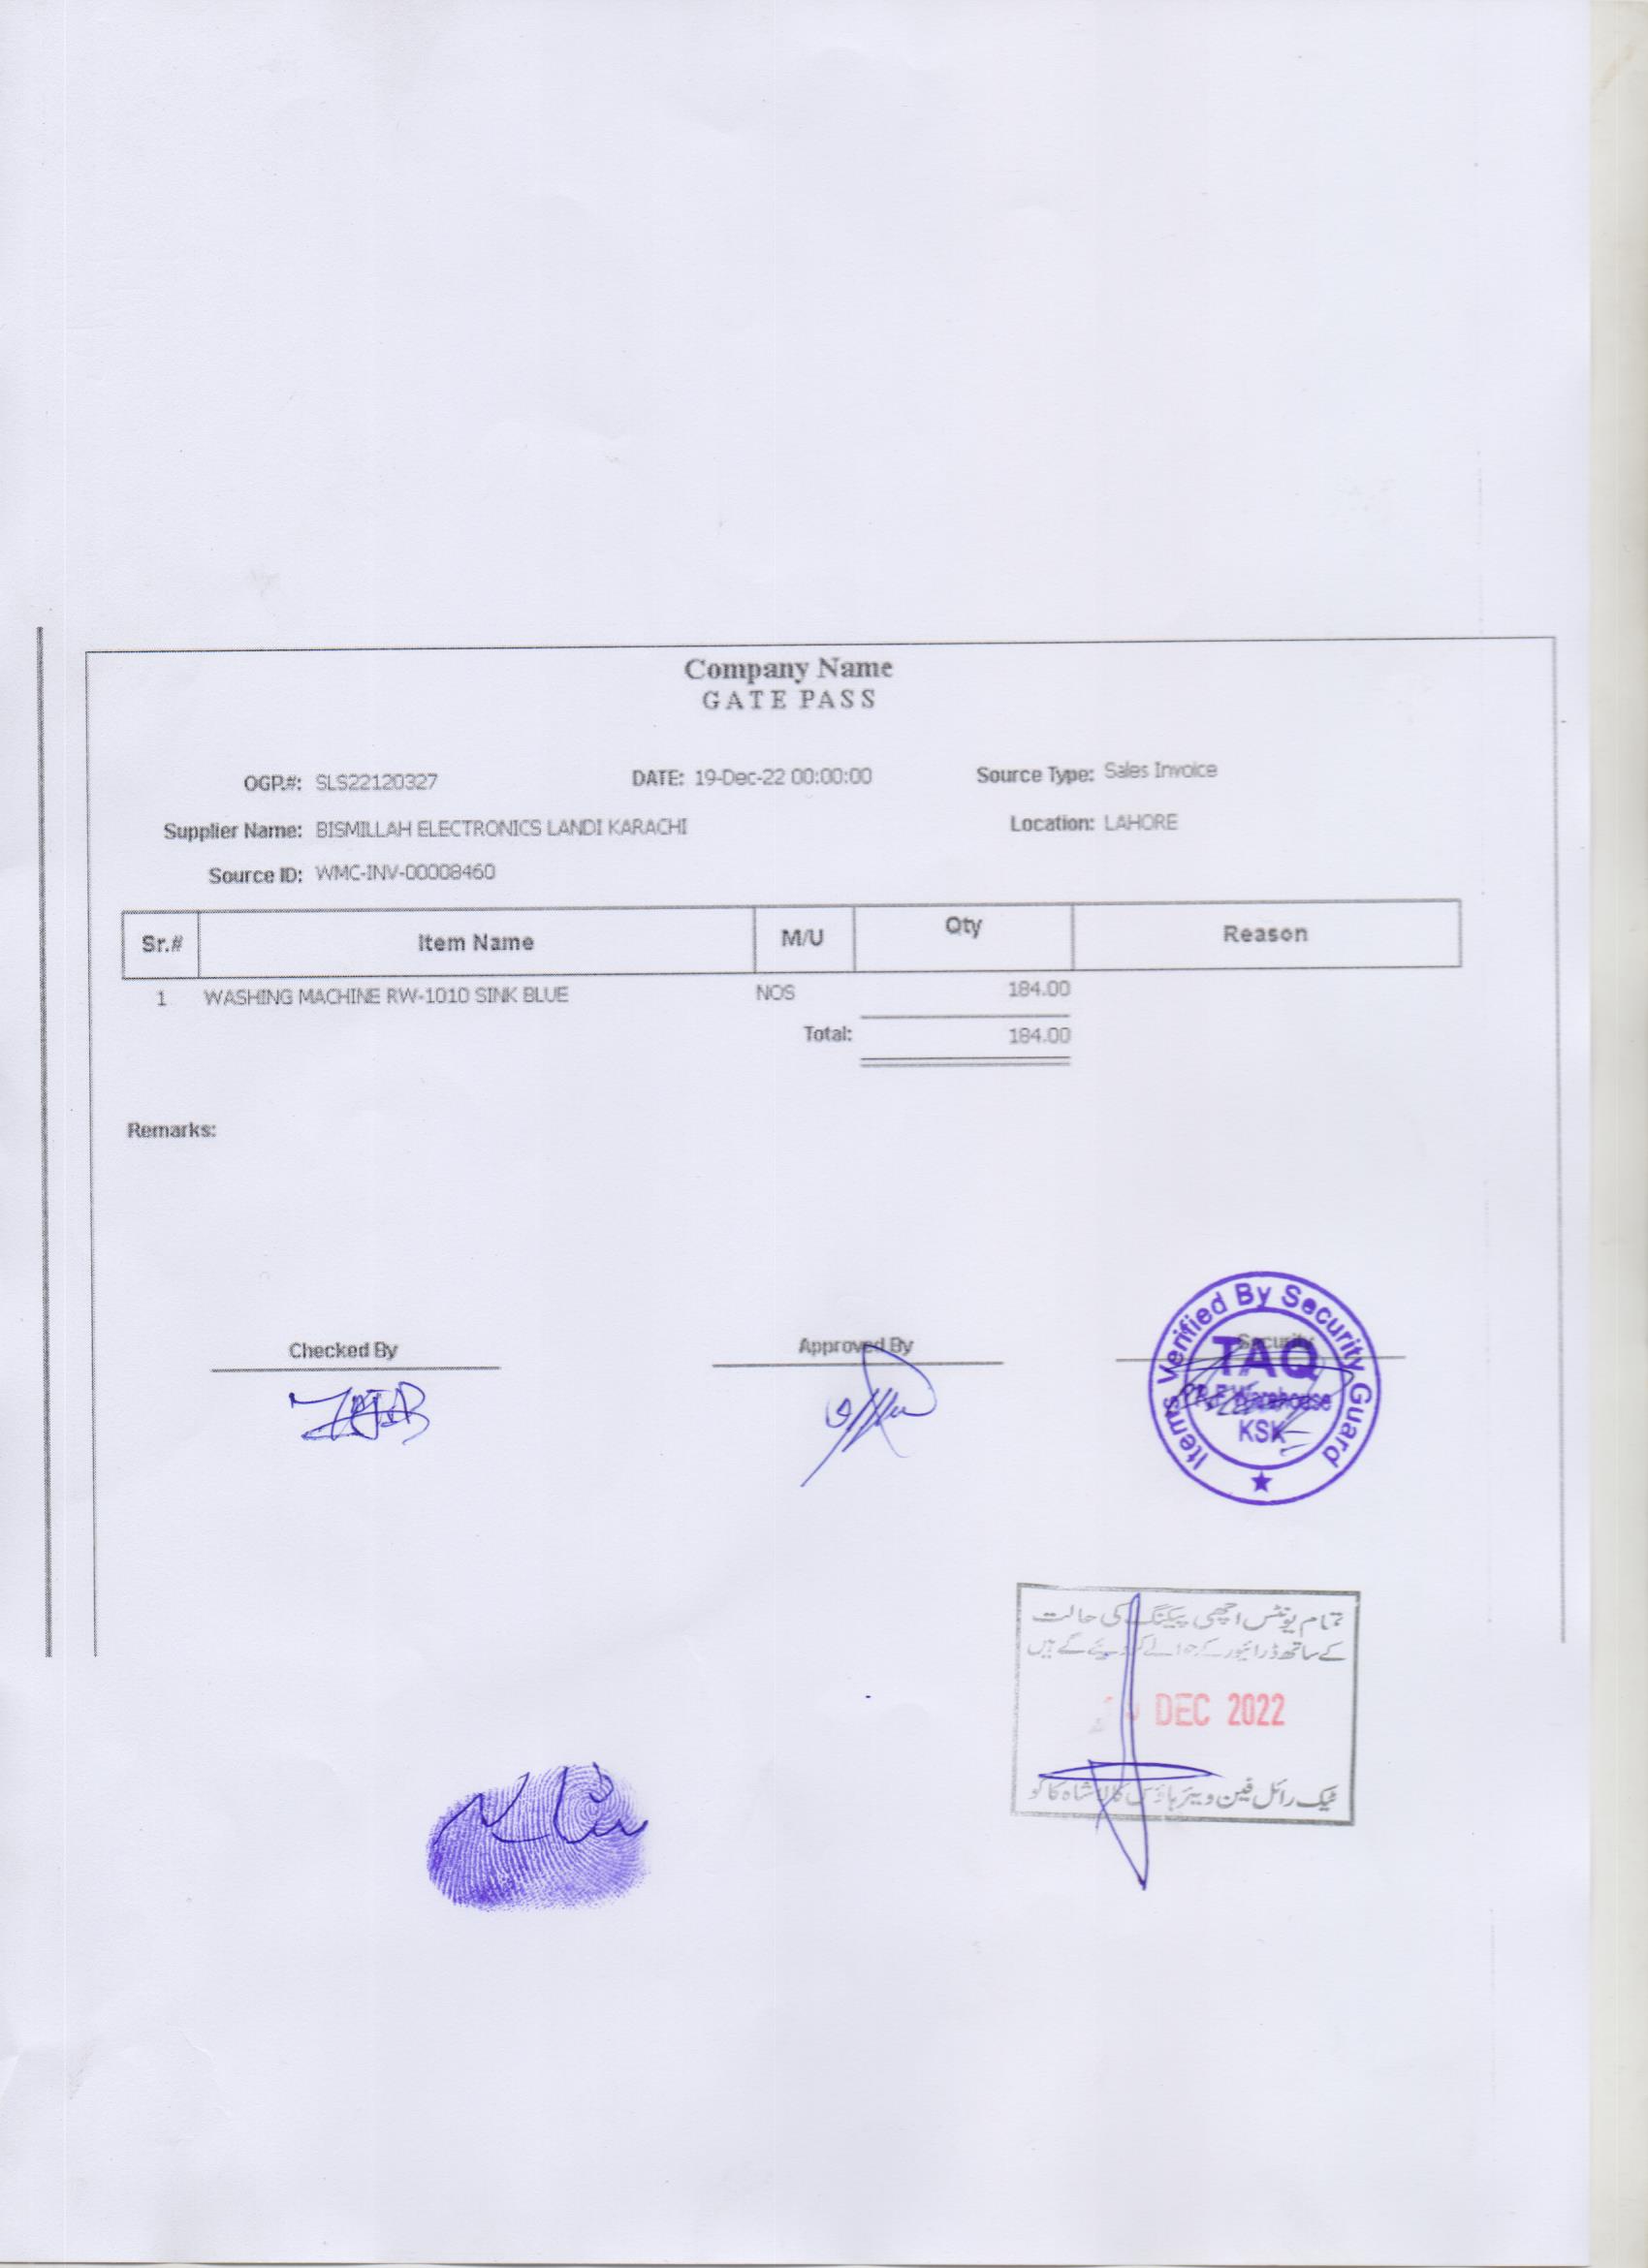 Company Name
GATE PASS
OGP.#: SLS22120327 DATE: 19-Dec-22 00:00:00 Source Type: Sales Invoice
Supplier Name: BISMILLAH ELECTRONICS LANDI KARACHI Location: LAHORE
Source ID: WMC-INV-00008460
Sr.# Item Name M/U Qty Reason
1 WASHING MACHINE RW-1010 SINK BLUE NOS 184.00
Total: 184.00
Remarks:
Checked By Approved By Security
Items Verified By Security Guard
TAQ
R.F Warehouse
KSK
تمام یونٹس اچھی پیکنگ کی حالت
کے ساتھ ڈرائیور کے حوالے کر دیئے گے ہیں
DEC 2022
ٹیک رائل فین ویئر ہاؤس کالا شاہ کاکو